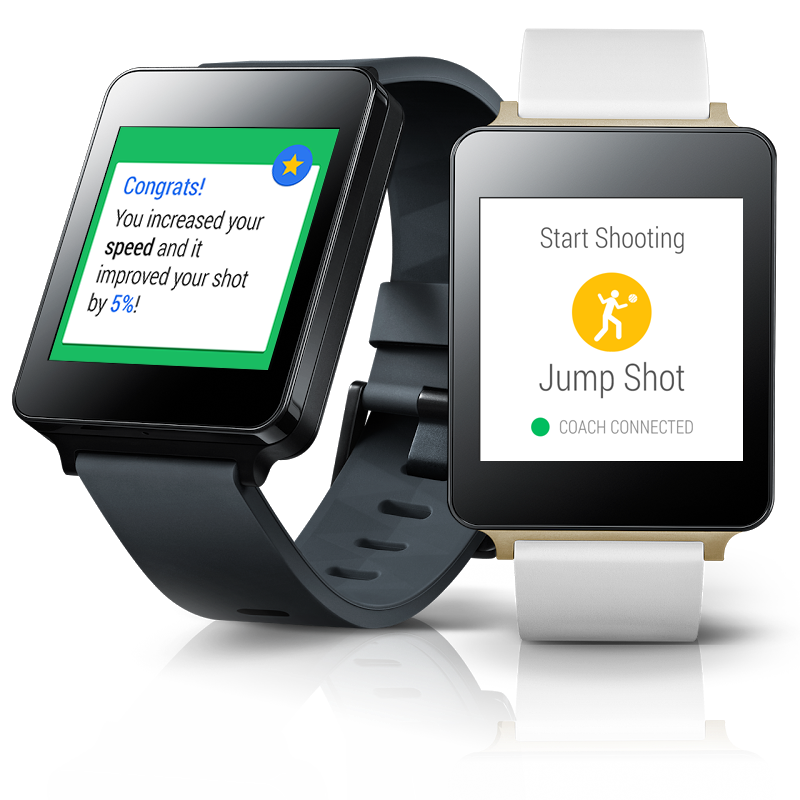 Congrats!
You increased your
speed and it
improved your shot
by 5%!
Start Shooting
Jump Shot
COACH CONNECTED